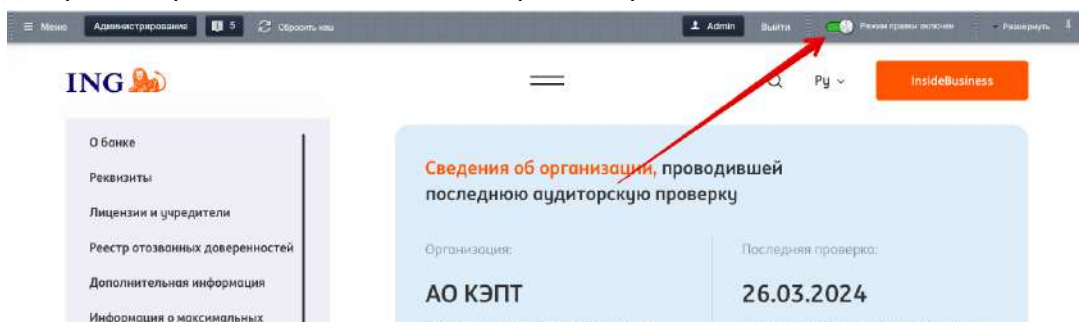 Меню Администрирование 5 Сбросить кеш Admin Выйти Режим правки включен Развернуть
ING Ру InsideBusiness
О банке
Реквизиты
Лицензии и учредители
Реестр отозванных доверенностей
Дополнительная информация
Информация о максимальных
Сведения об организации, проводившей
последнюю аудиторскую проверку
Организация: Последняя проверка:
АО КЭПТ 26.03.2024